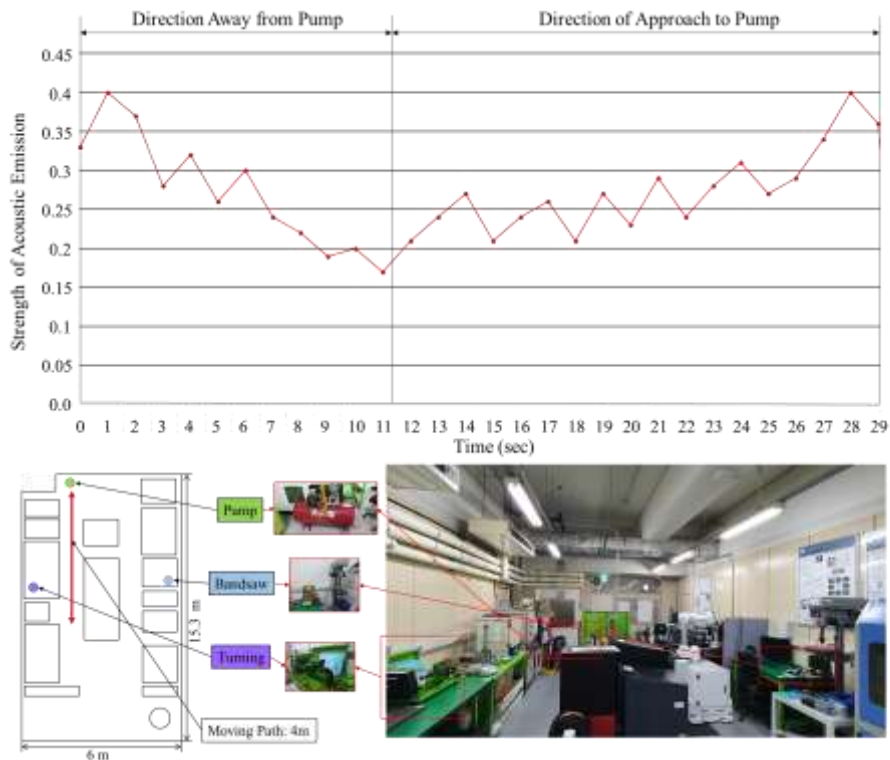 Direction Away from Pump
Direction of Approach to Pump
Strength of Acoustic Emission
0.45
0.4
0.35
0.3
0.25
0.2
0.15
0.1
0.05
0.0
0 1 2 3 4 5 6 7 8 9 10 11 12 13 14 15 16 17 18 19 20 21 22 23 24 25 26 27 28 29
Time (sec)
Pump
Bandsaw
Turning
15.3 m
Moving Path: 4m
6 m